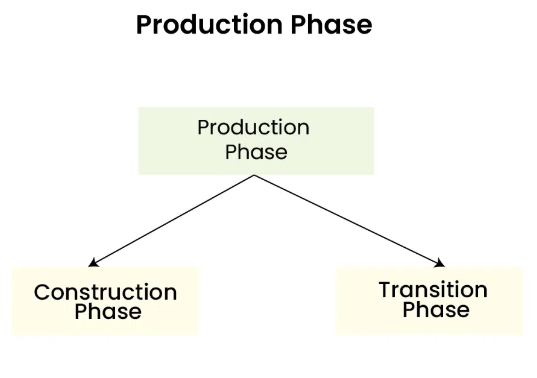 Production Phase
Production
Phase
Construction
Phase
Transition
Phase